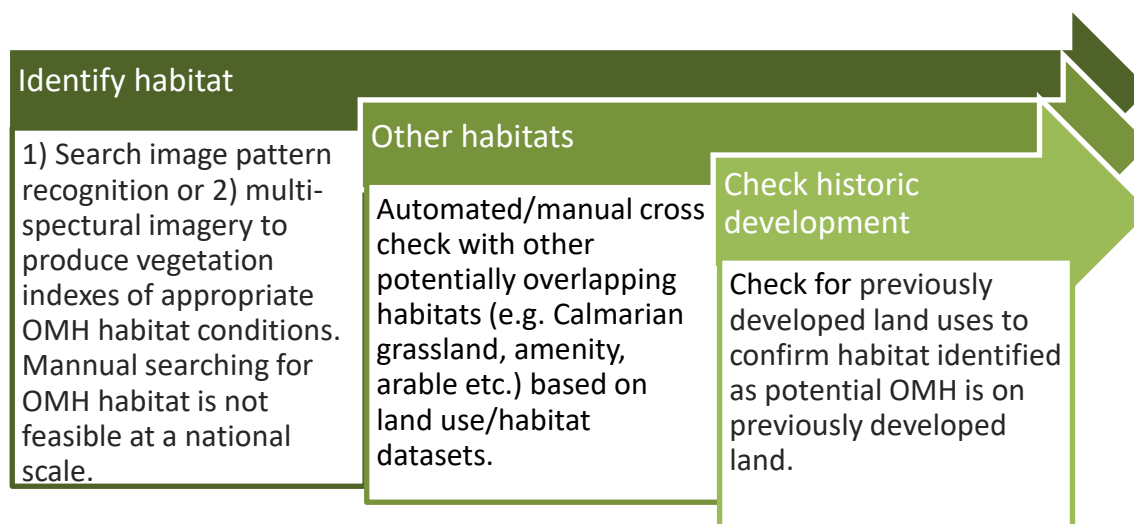 Identify habitat
1) Search image pattern
recognition or 2) multi-
spectural imagery to
produce vegetation
indexes of appropriate
OMH habitat conditions.
Mannual searching for
OMH habitat is not
feasible at a national
scale.
Other habitats
Automated/manual cross
check with other
potentially overlapping
habitats (e.g. Calmarian
grassland, amenity,
arable etc.) based on
land use/habitat
datasets.
Check historic
development
Check for previously
developed land uses to
confirm habitat identified
as potential OMH is on
previously developed
land.